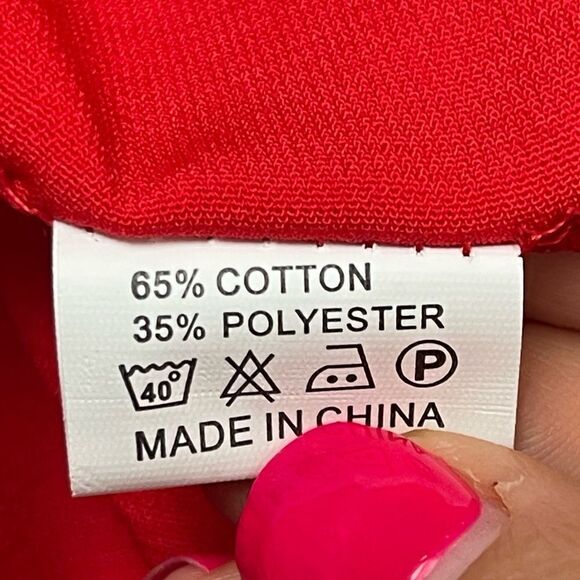 65% COTTON
35% POLYESTER
40° P
MADE IN CHINA